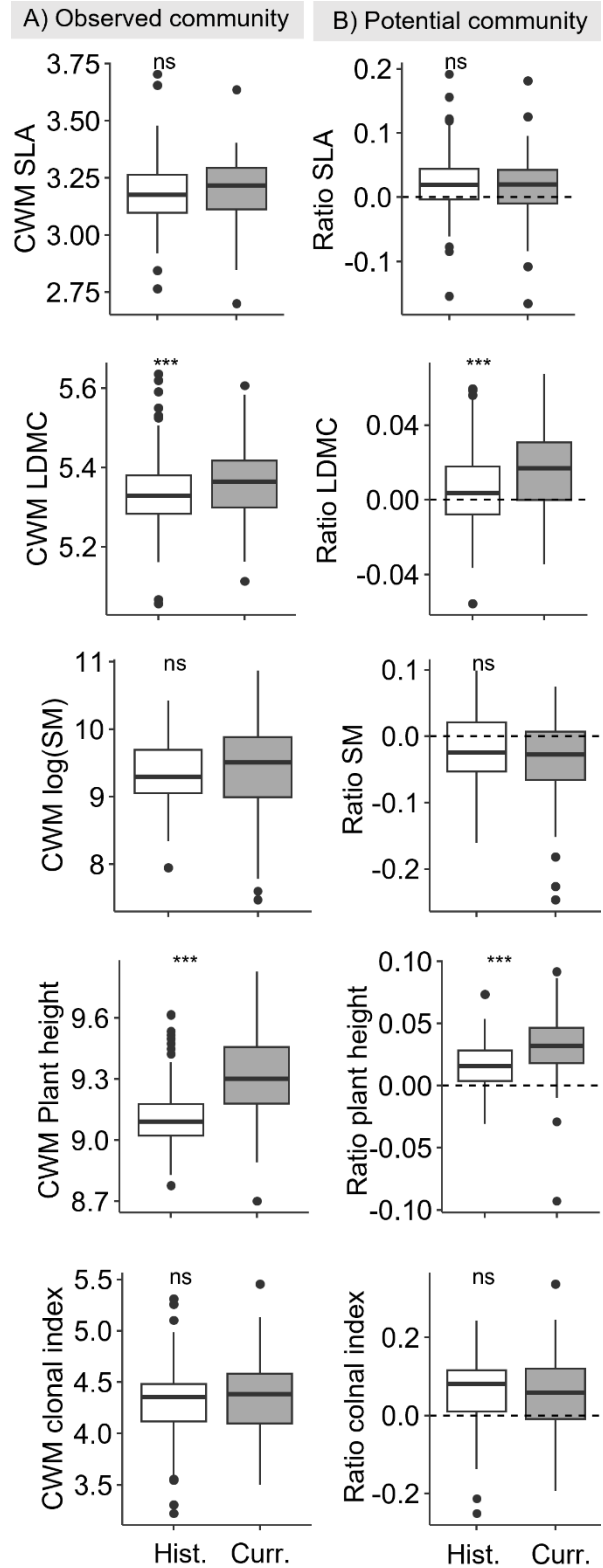 A) Observed community
B) Potential community
ns
CWM SLA
3.75
3.50
3.25
3.00
2.75
ns
Ratio SLA
0.2
0.1
0.0
-0.1
***
CWM LDMC
5.6
5.4
5.2
***
Ratio LDMC
0.04
0.00
-0.04
ns
CWM log(SM)
11
10
9
8
ns
Ratio SM
0.1
0.0
-0.1
-0.2
***
CWM Plant height
9.6
9.3
9.0
8.7
***
Ratio plant height
0.10
0.05
0.00
-0.05
-0.10
ns
CWM clonal index
5.5
5.0
4.5
4.0
3.5
ns
Ratio colnal index
0.2
0.0
-0.2
Hist.
Curr.
Hist.
Curr.